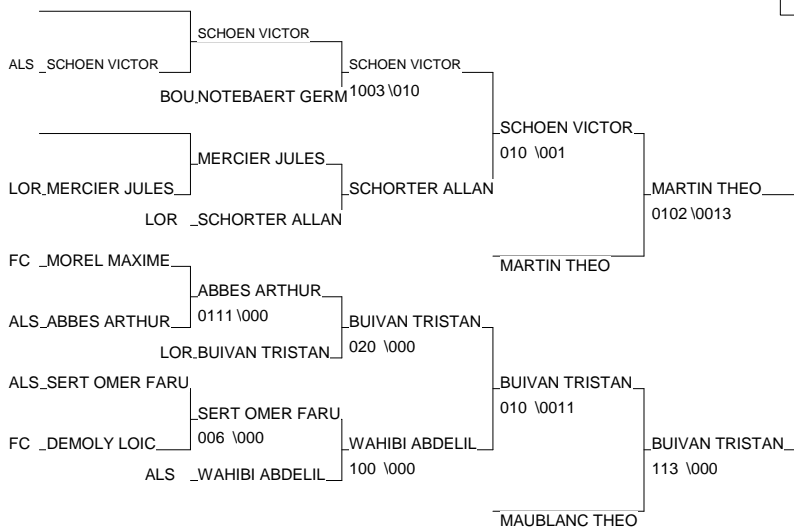 SCHOEN VICTOR
ALS SCHOEN VICTOR SCHOEN VICTOR
BOU NOTEBAERT GERM 1003 \010
SCHOEN VICTOR
010 \001
MERCIER JULES
LOR MERCIER JULES SCHORTER ALLAN MARTIN THEO
0102 \0013
LOR SCHORTER ALLAN
FC MOREL MAXIME MARTIN THEO
ABBES ARTHUR
0111 \000
ALS ABBES ARTHUR BUIVAN TRISTAN
020 \000
LOR BUIVAN TRISTAN
ALS SERT OMER FARU BUIVAN TRISTAN
010 \0011
SERT OMER FARU
006 \000
FC DEMOLY LOIC WAHIBI ABDELIL BUIVAN TRISTAN
100 \000 113 \000
ALS WAHIBI ABDELIL
MAUBLANC THEO